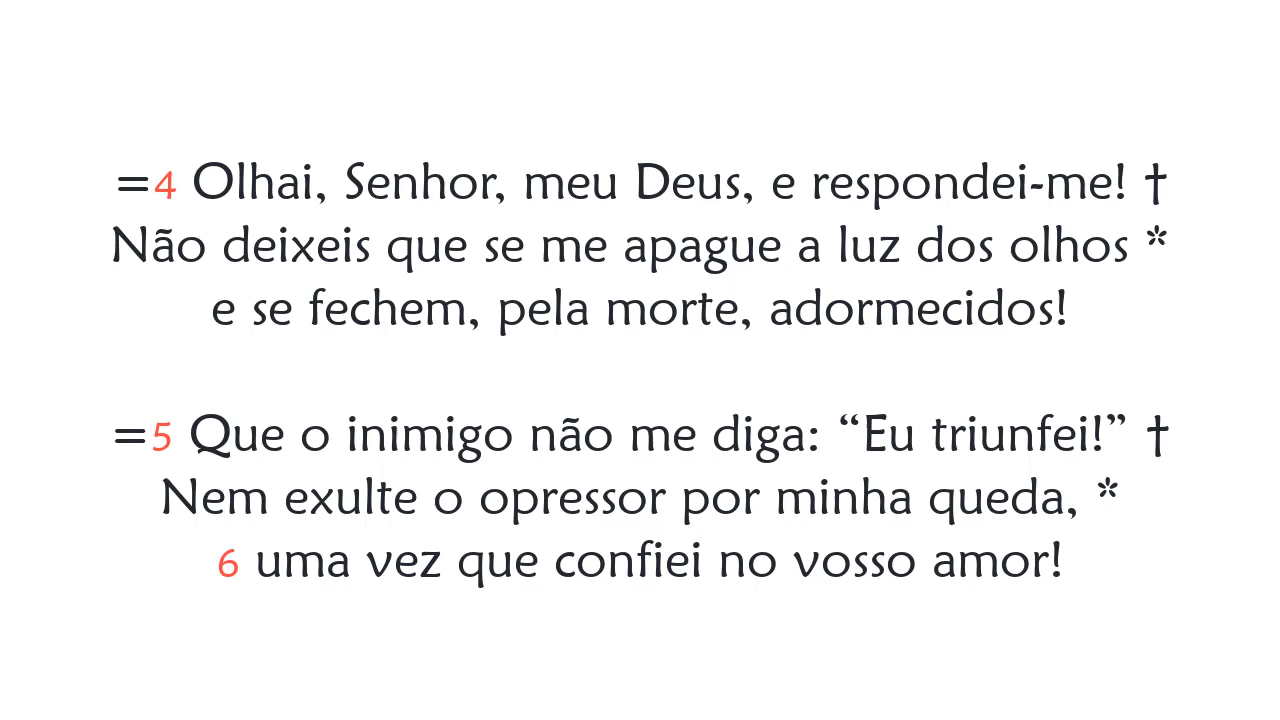 =4 Olhai, Senhor, meu Deus, e respondei-me! †
Não deixeis que se me apague a luz dos olhos *
e se fechem, pela morte, adormecidos!
=5 Que o inimigo não me diga: “Eu triunfei!” †
Nem exulte o opressor por minha queda, *
6 uma vez que confiei no vosso amor!